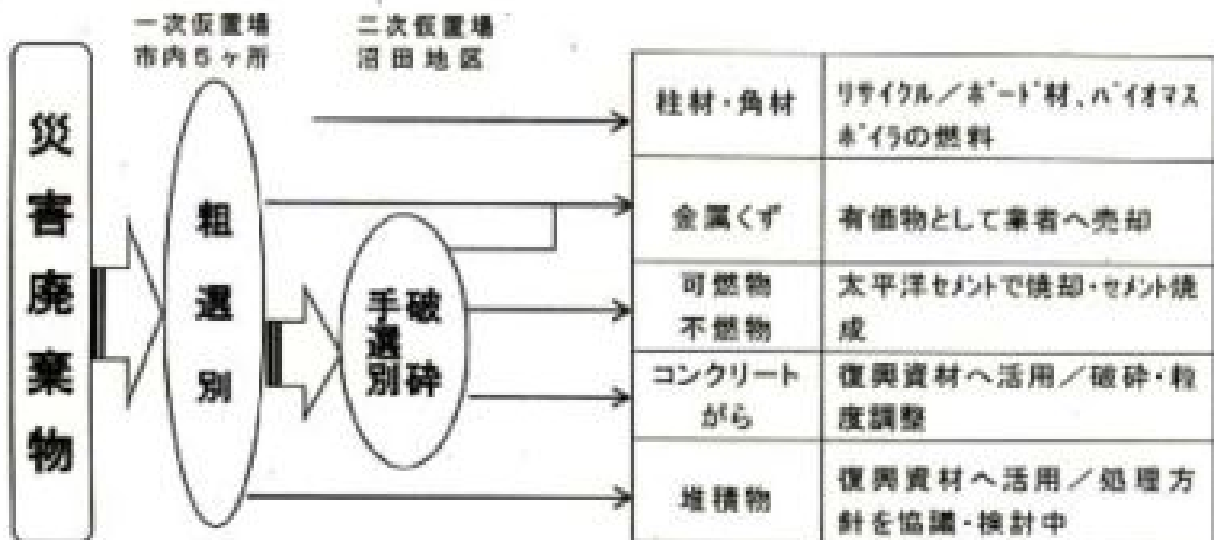 一次仮置場
市内5ヶ所
二次仮置場
沼田地区
災害廃棄物
粗選別
破砕
手選別
柱材・角材
ﾘｻｲｸﾙ／ﾎﾞｰﾄﾞ材、ﾊﾞｲｵﾏｽ
ﾎﾞｲﾗの燃料
金属くず
有価物として業者へ売却
可燃物
不燃物
太平洋ｾﾒﾝﾄで焼却・ｾﾒﾝﾄ焼
成
コンクリート
がら
復興資材へ活用／破砕・粒
度調整
堆積物
復興資材へ活用／処理方
針を協議・検討中